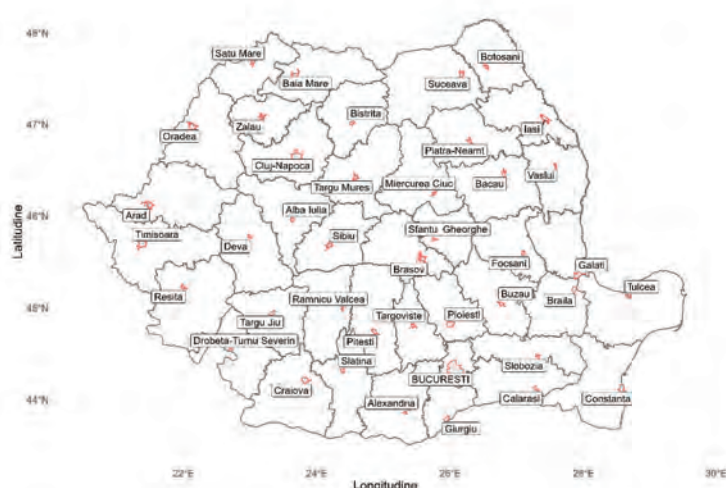 48°N
Botosani
Satu Mare
Baia Mare
Suceava
47°N
Zalau
Bistrita
Iasi
Oradea
Piatra-Neamt
Cluj-Napoca
Vaslui
Targu Mures
Miercurea Ciuc
Bacau
Latitudine
46°N
Arad
Alba Iulia
Timisoara
Sfantu Gheorghe
Deva
Sibiu
Focsani
Galati
Brasov
Tulcea
Resita
Ramnicu Valcea
Buzau
Braila
45°N
Targu Jiu
Targoviste
Ploiesti
Drobeta-Turnu Severin
Pitesti
Slatina
Slobozia
BUCURESTI
Craiova
44°N
Alexandria
Calarasi
Constanta
Giurgiu
22°E
24°E
26°E
28°E
30°E
Longitudine